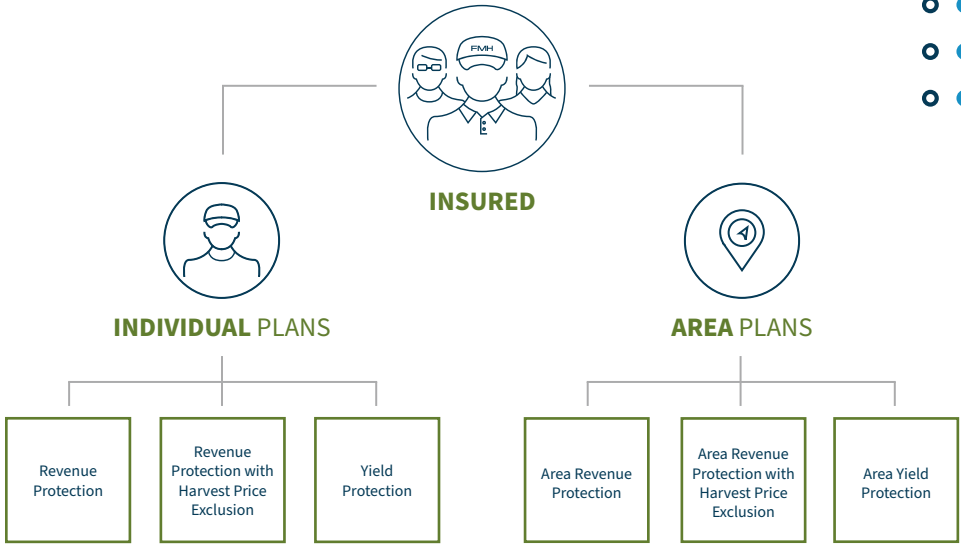 FMH
INSURED
INDIVIDUAL PLANS
AREA PLANS
Revenue
Protection
Revenue
Protection with
Harvest Price
Exclusion
Yield
Protection
Area Revenue
Protection
Area Revenue
Protection with
Harvest Price
Exclusion
Area Yield
Protection